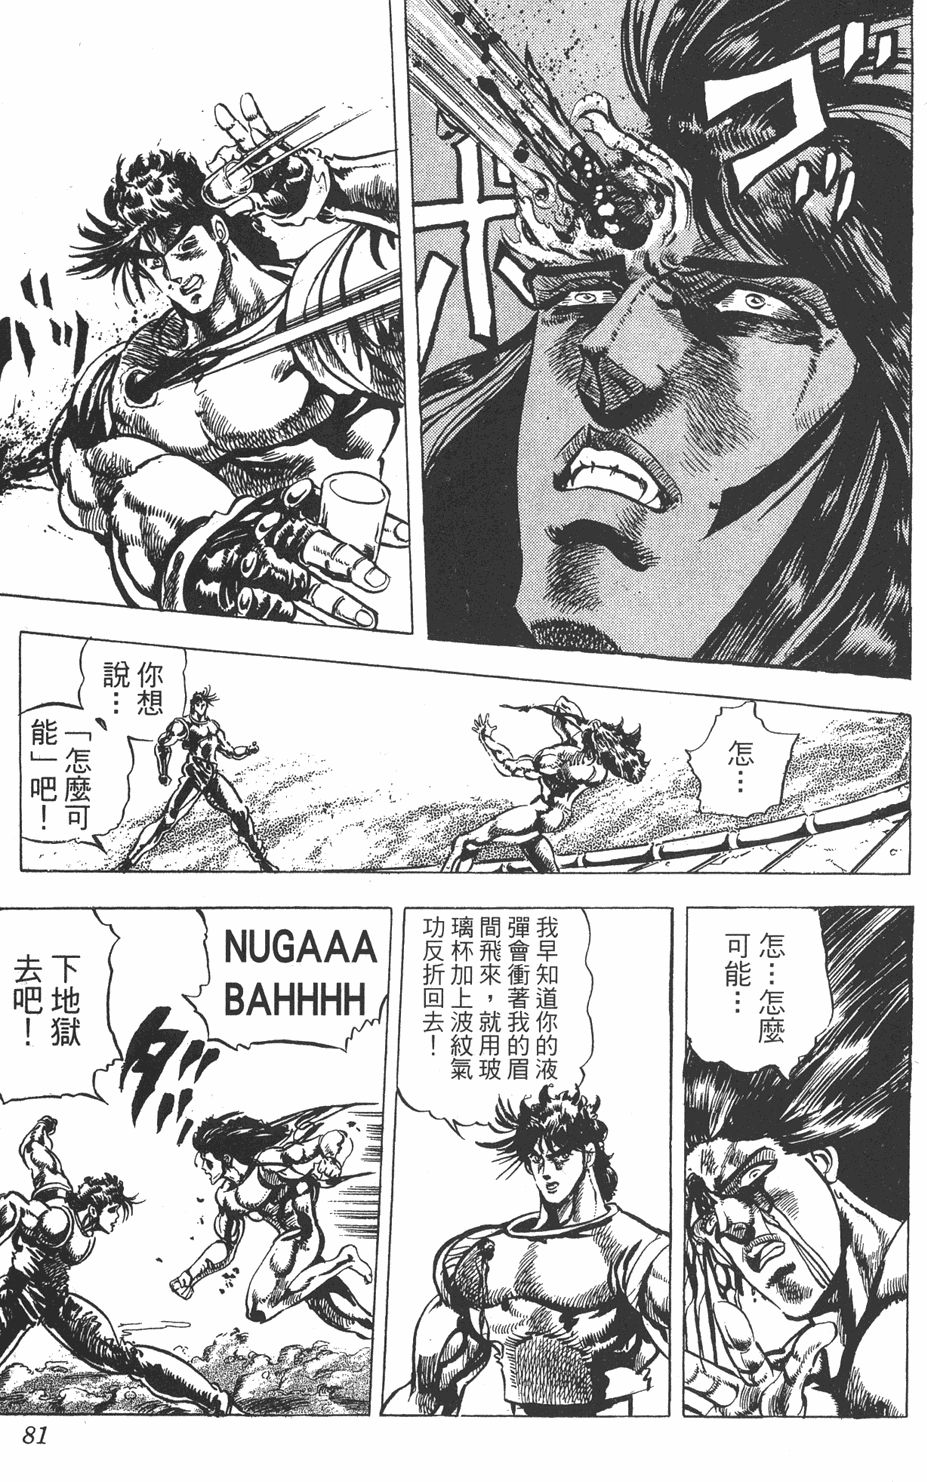 ボゴ
バッ
怎…
你想
說…
「怎麼可
能」吧！
怎…怎麼
可能…
我早知道你的液
彈會衝著我的眉
間飛來，就用玻
璃杯加上波紋氣
功反折回去！
NUGAAA
BAHHHH
ダッ
下地獄
去吧！
81